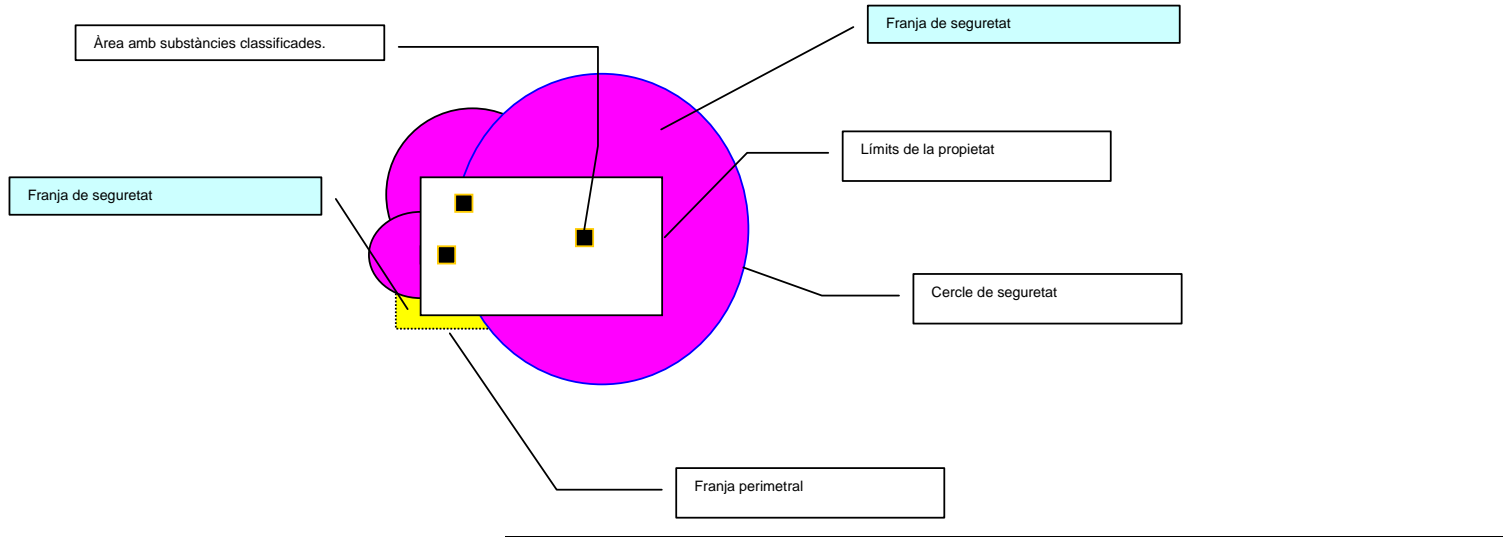 Franja de seguretat
Àrea amb substàncies classificades.
Límits de la propietat
Franja de seguretat
Cercle de seguretat
Franja perimetral